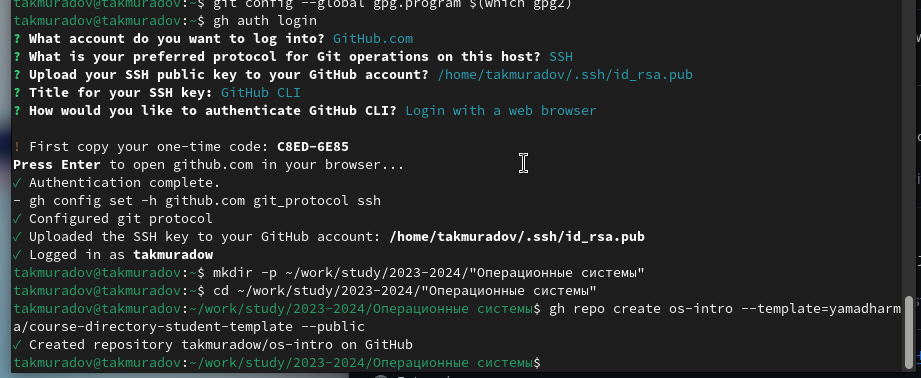 takmuradov@takmuradov:~$ git config --global gpg.program $(which gpg2)
takmuradov@takmuradov:~$ gh auth login
? What account do you want to log into? GitHub.com
? What is your preferred protocol for Git operations on this host? SSH
? Upload your SSH public key to your GitHub account? /home/takmuradov/.ssh/id_rsa.pub
? Title for your SSH key: GitHub CLI
? How would you like to authenticate GitHub CLI? Login with a web browser
! First copy your one-time code: C8ED-6E85
Press Enter to open github.com in your browser...
✓ Authentication complete.
- gh config set -h github.com git_protocol ssh
✓ Configured git protocol
✓ Uploaded the SSH key to your GitHub account: /home/takmuradov/.ssh/id_rsa.pub
✓ Logged in as takmuradow
takmuradov@takmuradov:~$ mkdir -p ~/work/study/2023-2024/"Операционные системы"
takmuradov@takmuradov:~$ cd ~/work/study/2023-2024/"Операционные системы"
takmuradov@takmuradov:~/work/study/2023-2024/Операционные системы$ gh repo create os-intro --template=yamadharm
a/course-directory-student-template --public
✓ Created repository takmuradow/os-intro on GitHub
takmuradov@takmuradov:~/work/study/2023-2024/Операционные системы$